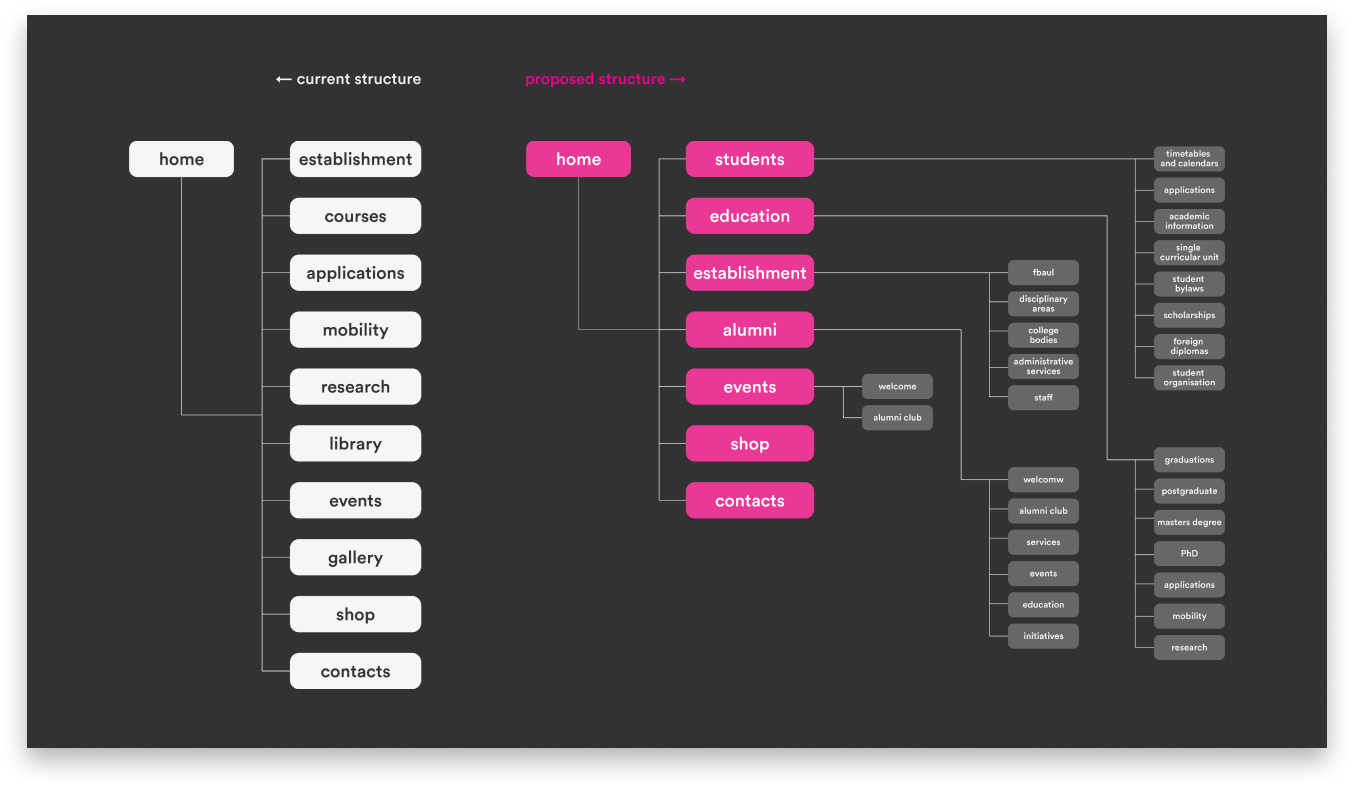 ← current structure
proposed structure →
home
establishment
courses
applications
mobility
research
library
events
gallery
shop
contacts
home
students
education
establishment
alumni
events
shop
contacts
welcome
alumni club
fbaul
disciplinary
areas
college
bodies
administrative
services
staff
welcomw
alumni club
services
events
education
initiatives
timetables
and calendars
applications
academic
information
single
curricular unit
student
bylaws
scholarships
foreign
diplomas
student
organisation
graduations
postgraduate
masters degree
PhD
applications
mobility
research